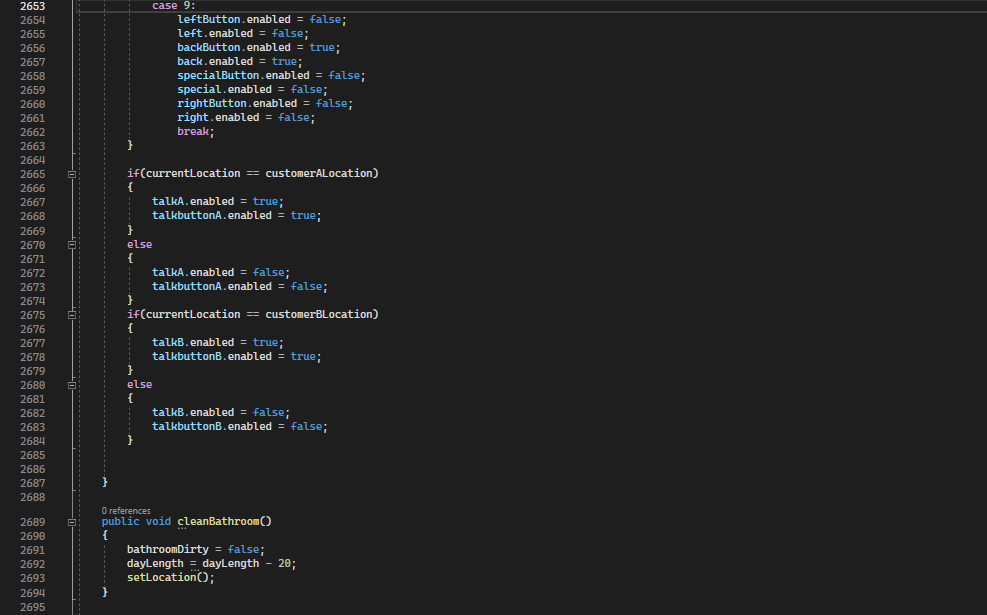 2653 case 9:
2654 leftButton.enabled = false;
2655 left.enabled = false;
2656 backButton.enabled = true;
2657 back.enabled = true;
2658 specialButton.enabled = false;
2659 special.enabled = false;
2660 rightButton.enabled = false;
2661 right.enabled = false;
2662 break;
2663 }
2664
2665 if(currentLocation == customerALocation)
2666 {
2667 talkA.enabled = true;
2668 talkbuttonA.enabled = true;
2669 }
2670 else
2671 {
2672 talkA.enabled = false;
2673 talkbuttonA.enabled = false;
2674 }
2675 if(currentLocation == customerBLocation)
2676 {
2677 talkB.enabled = true;
2678 talkbuttonB.enabled = true;
2679 }
2680 else
2681 {
2682 talkB.enabled = false;
2683 talkbuttonB.enabled = false;
2684 }
2685
2686
2687 }
2688
0 references
2689 public void cleanBathroom()
2690 {
2691 bathroomDirty = false;
2692 dayLength = dayLength - 20;
2693 setLocation();
2694 }
2695